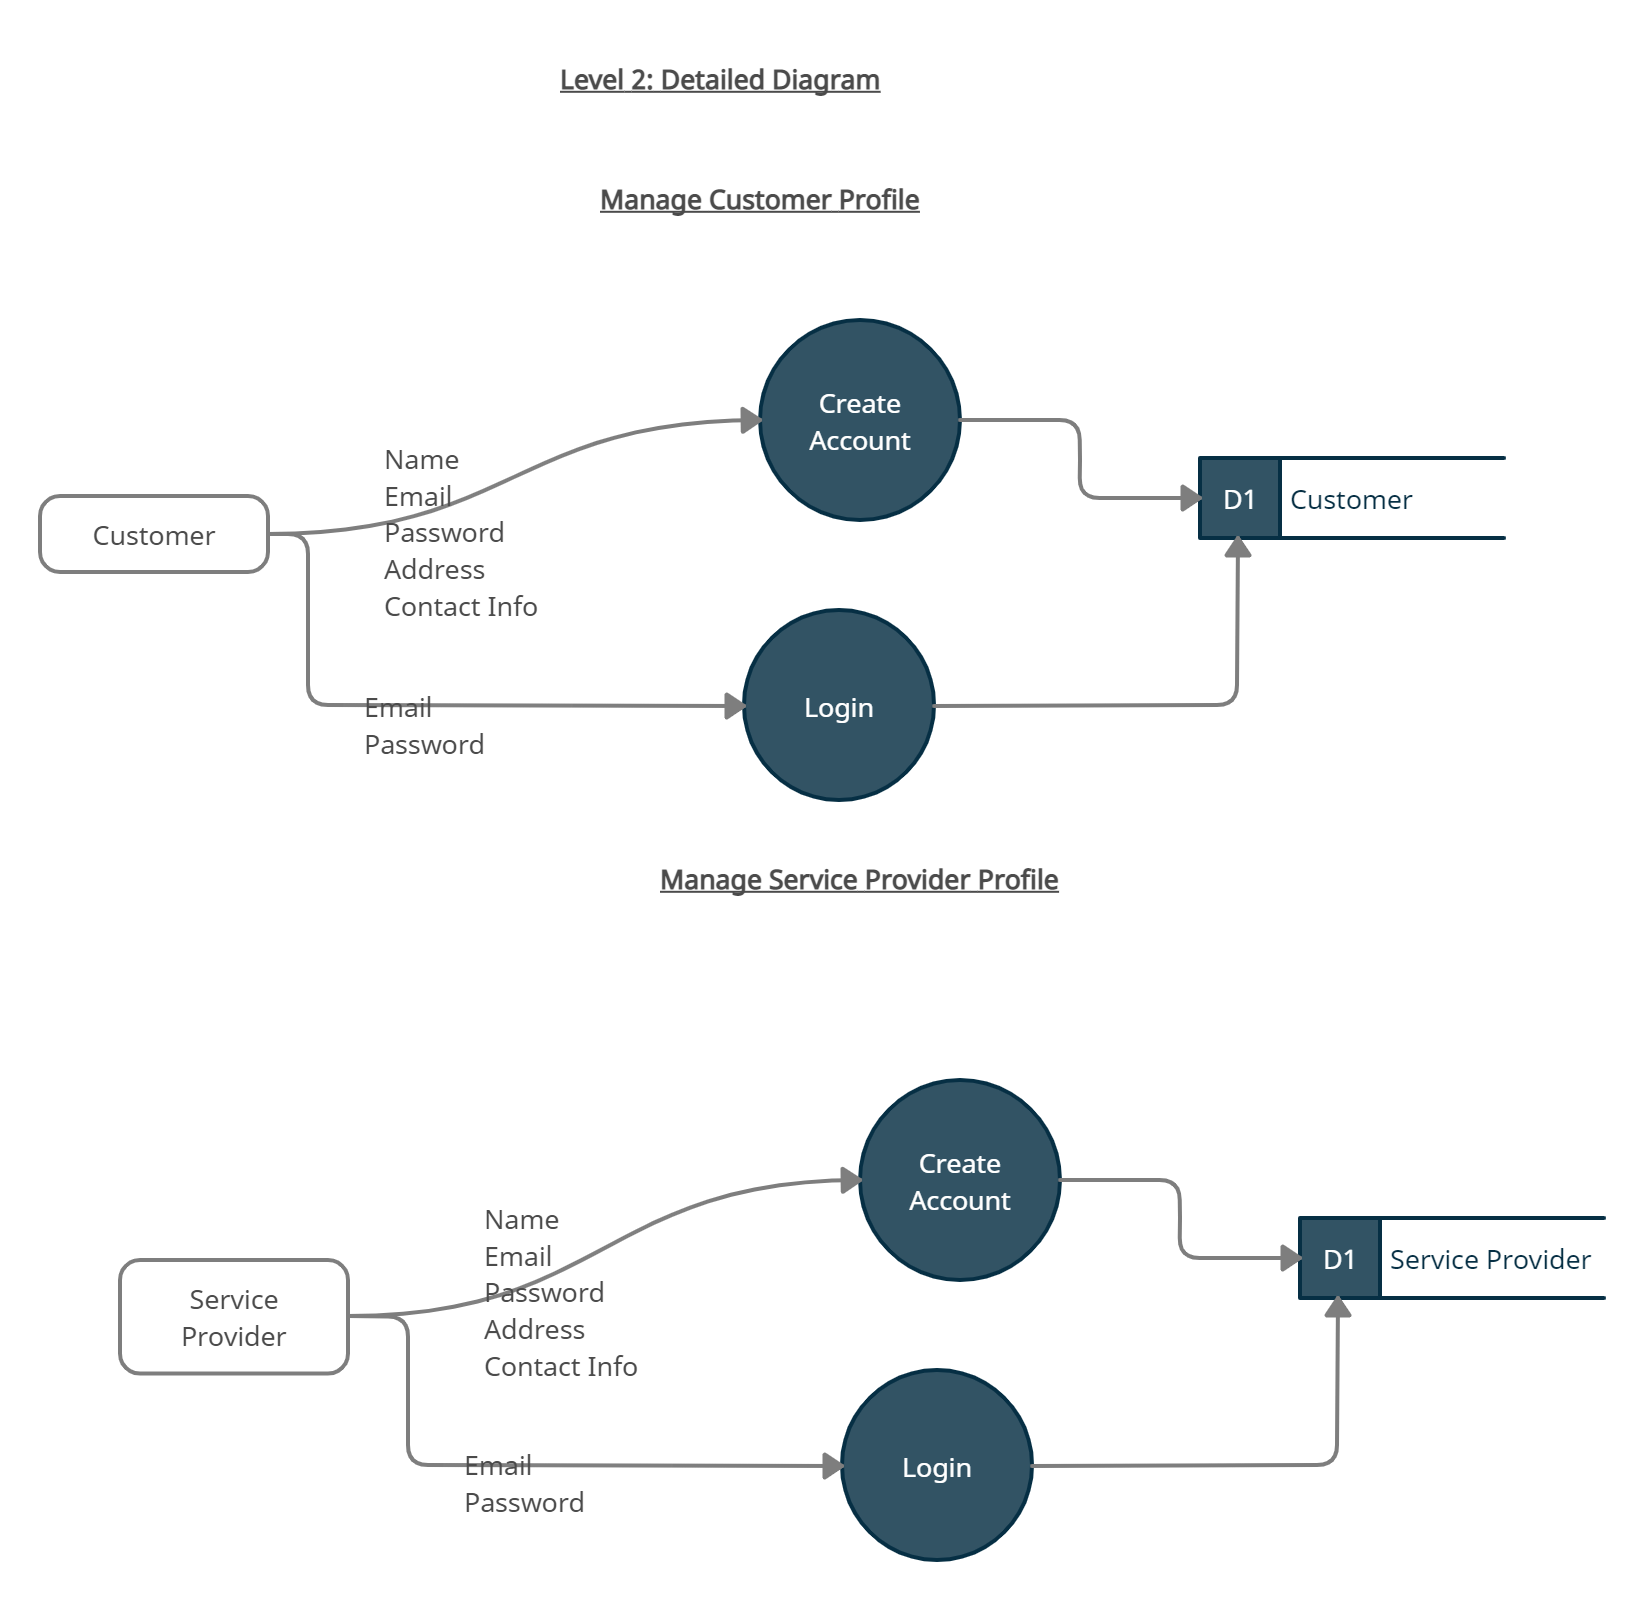 Level 2: Detailed Diagram
Manage Customer Profile
Create
Account
Name
Email
Password
Address
Contact Info
Customer
D1
Customer
Email
Password
Login
Manage Service Provider Profile
Create
Account
Name
Email
Password
Address
Contact Info
Service
Provider
D1
Service Provider
Email
Password
Login